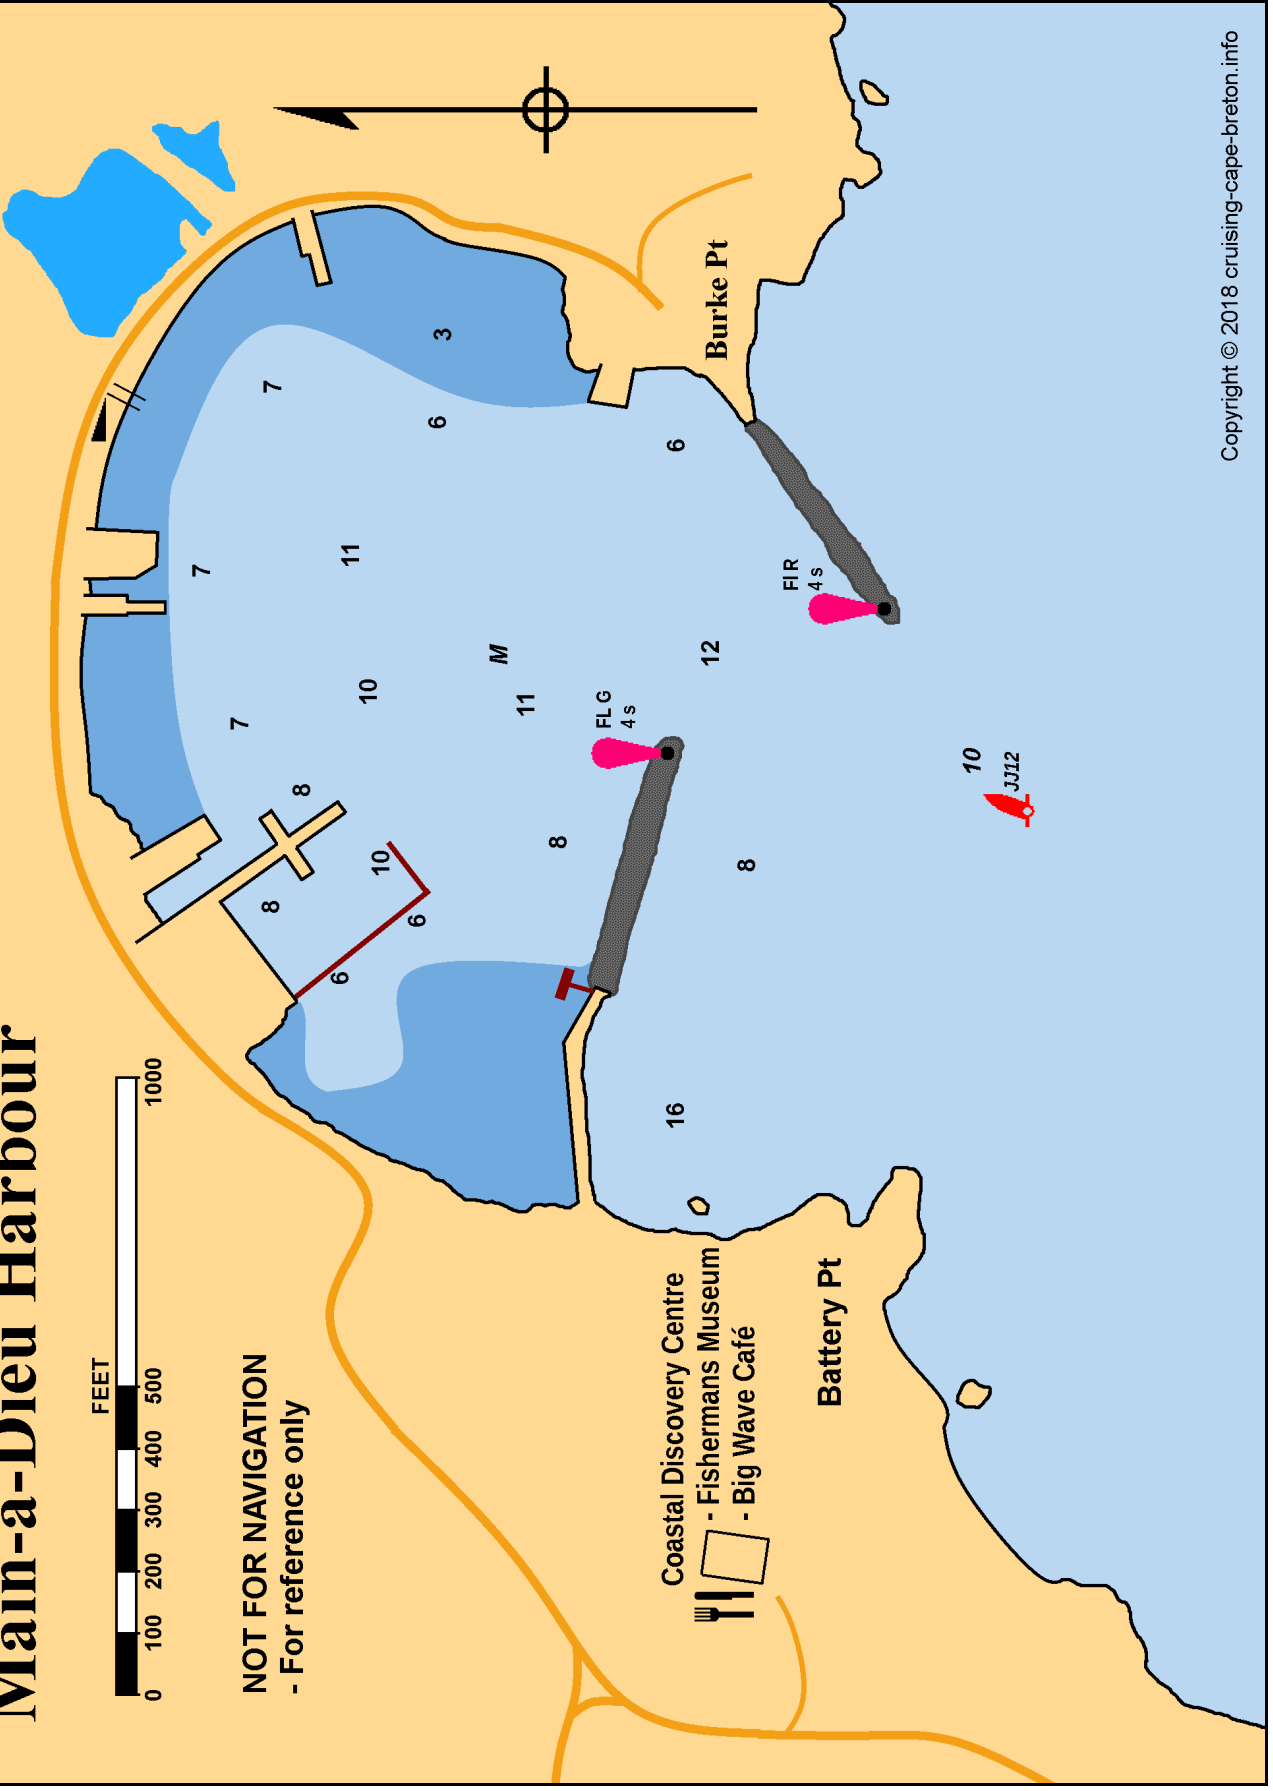 Main-a-Dieu Harbour
FEET
0 100 200 300 400 500 1000
NOT FOR NAVIGATION
- For reference only
7
7
7
8
8
11
10
10
3
6
6
6
M
11
FL G
4 s
8
6
12
16
8
Fl R
4 s
10
JJ12
Burke Pt
Coastal Discovery Centre
- Fishermans Museum
- Big Wave Café
Battery Pt
Copyright © 2018 cruising-cape-breton.info